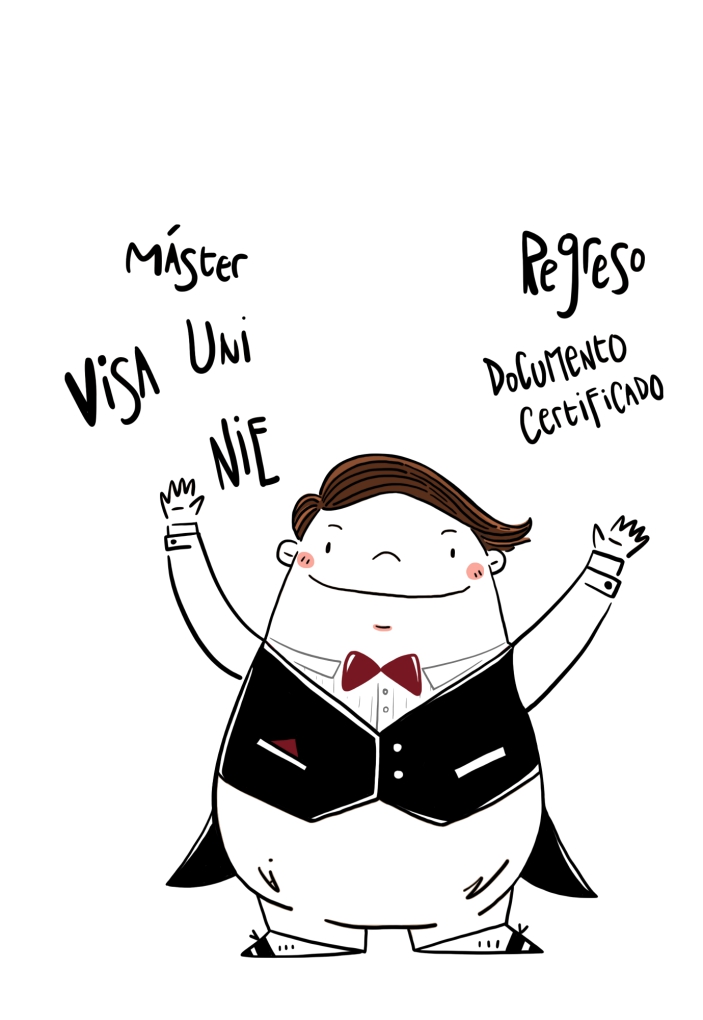 Máster
Uni
Visa
NiE
Regreso
Documento
Certificado